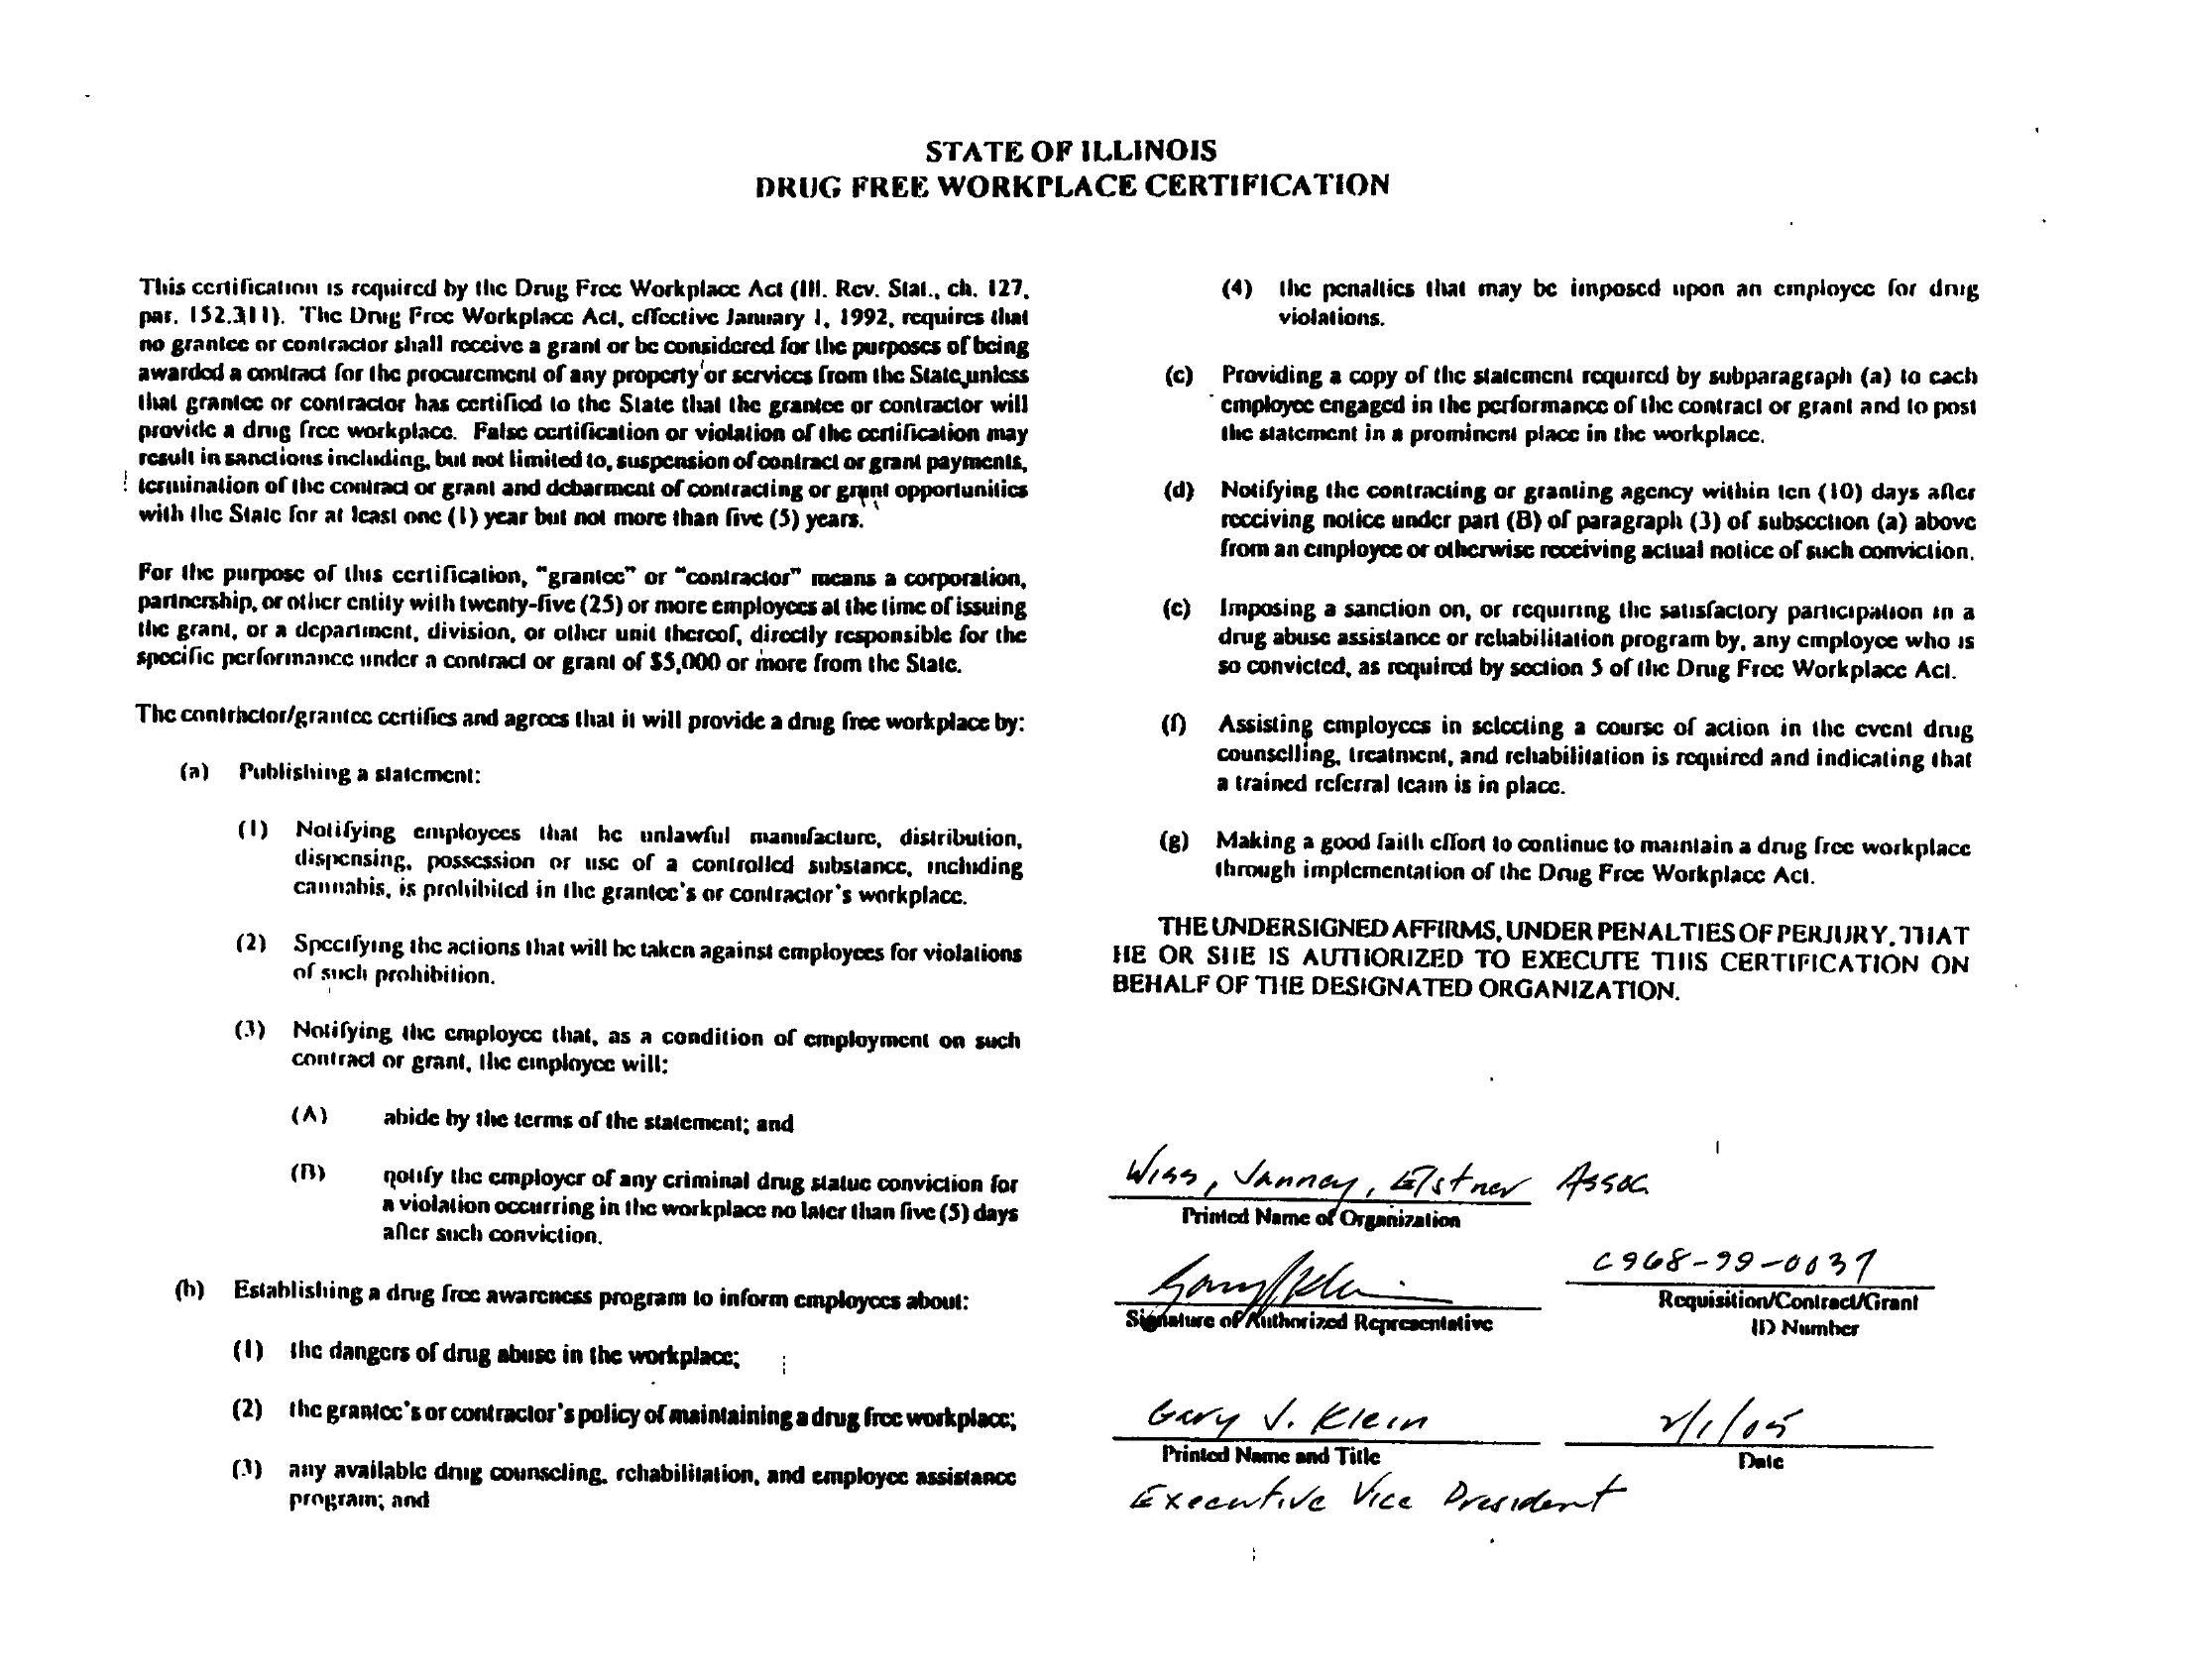 STATE OF ILLINOIS
DRUG FREE WORKPLACE CERTIFICATION
This certification is required by the Drug Free Workplace Act (Ill. Rev. Stat., ch. 127,
par. 152.311). The Drug Free Workplace Act, effective January 1, 1992, requires that
no grantee or contractor shall receive a grant or be considered for the purposes of being
awarded a contract for the procurement of any property or services from the State unless
that grantee or contractor has certified to the State that the grantee or contractor will
provide a drug free workplace. False certification or violation of the certification may
result in sanctions including, but not limited to, suspension of contract or grant payments,
termination of the contract or grant and debarment of contracting or grant opportunities
with the State for at least one (1) year but not more than five (5) years.
For the purpose of this certification, "grantee" or "contractor" means a corporation,
partnership, or other entity with twenty-five (25) or more employees at the time of issuing
the grant, or a department, division, or other unit thereof, directly responsible for the
specific performance under a contract or grant of $5,000 or more from the State.
The contractor/grantee certifies and agrees that it will provide a drug free workplace by:
(a) Publishing a statement:
(1) Notifying employees that he unlawful manufacture, distribution,
dispensing, possession or use of a controlled substance, including
cannabis, is prohibited in the grantee's or contractor's workplace.
(2) Specifying the actions that will be taken against employees for violations
of such prohibition.
(3) Notifying the employee that, as a condition of employment on such
contract or grant, the employee will:
(A) abide by the terms of the statement; and
(B) notify the employer of any criminal drug statue conviction for
a violation occurring in the workplace no later than five (5) days
after such conviction.
(b) Establishing a drug free awareness program to inform employees about:
(1) the dangers of drug abuse in the workplace;
(2) the grantee's or contractor's policy of maintaining a drug free workplace;
(3) any available drug counseling, rehabilitation, and employee assistance
program; and
(4) the penalties that may be imposed upon an employee for drug
violations.
(c) Providing a copy of the statement required by subparagraph (a) to each
employee engaged in the performance of the contract or grant and to post
the statement in a prominent place in the workplace.
(d) Notifying the contracting or granting agency within ten (10) days after
receiving notice under part (B) of paragraph (3) of subsection (a) above
from an employee or otherwise receiving actual notice of such conviction.
(e) Imposing a sanction on, or requiring the satisfactory participation in a
drug abuse assistance or rehabilitation program by, any employee who is
so convicted, as required by section 5 of the Drug Free Workplace Act.
(f) Assisting employees in selecting a course of action in the event drug
counselling, treatment, and rehabilitation is required and indicating that
a trained referral team is in place.
(g) Making a good faith effort to continue to maintain a drug free workplace
through implementation of the Drug Free Workplace Act.
THE UNDERSIGNED AFFIRMS, UNDER PENALTIES OF PERJURY, THAT
HE OR SHE IS AUTHORIZED TO EXECUTE THIS CERTIFICATION ON
BEHALF OF THE DESIGNATED ORGANIZATION.
Wiss, Janney, Elstner Assoc
Printed Name of Organization
Gary J Klein
C968-99-0037
Signature of Authorized Representative
Requisition/Contract/Grant
ID Number
Gary J. Klein
2/1/05
Printed Name and Title
Date
Executive Vice President